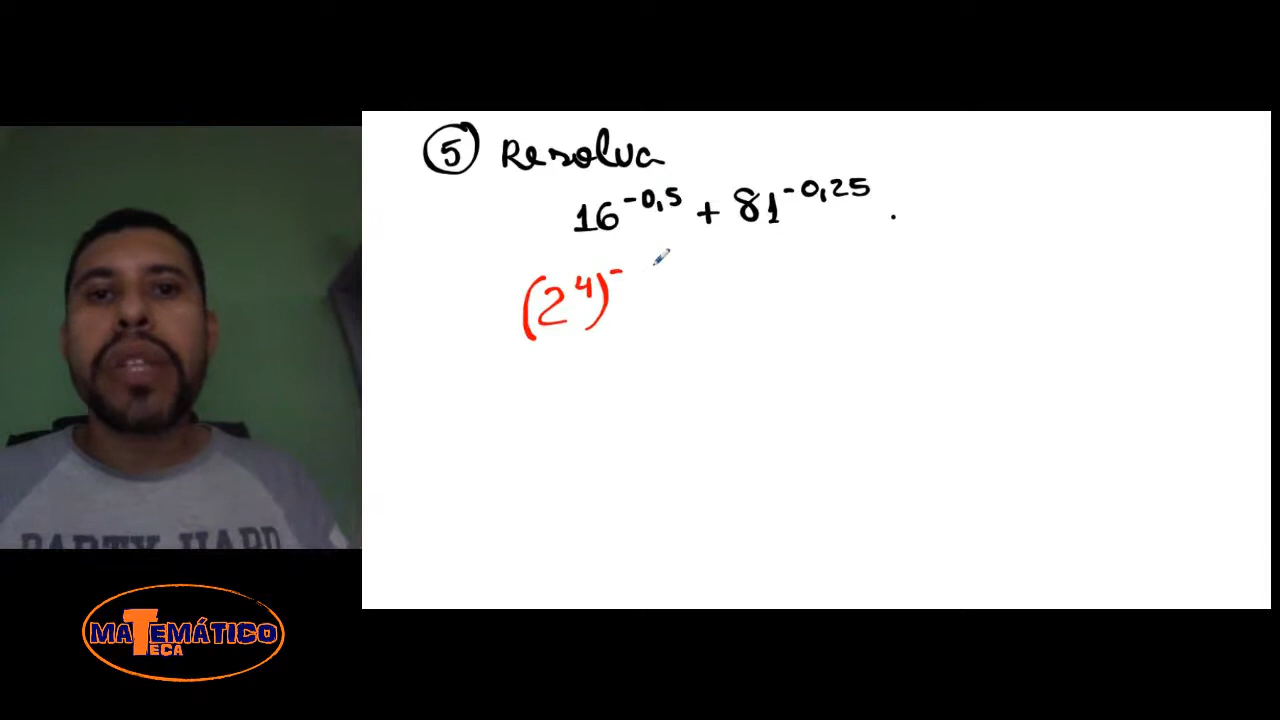 ⑤ Resolva
16^{-0,5} + 81^{-0,25} .
(2^4)^-
PARTY HARD
MATEMÁTICO
TECA